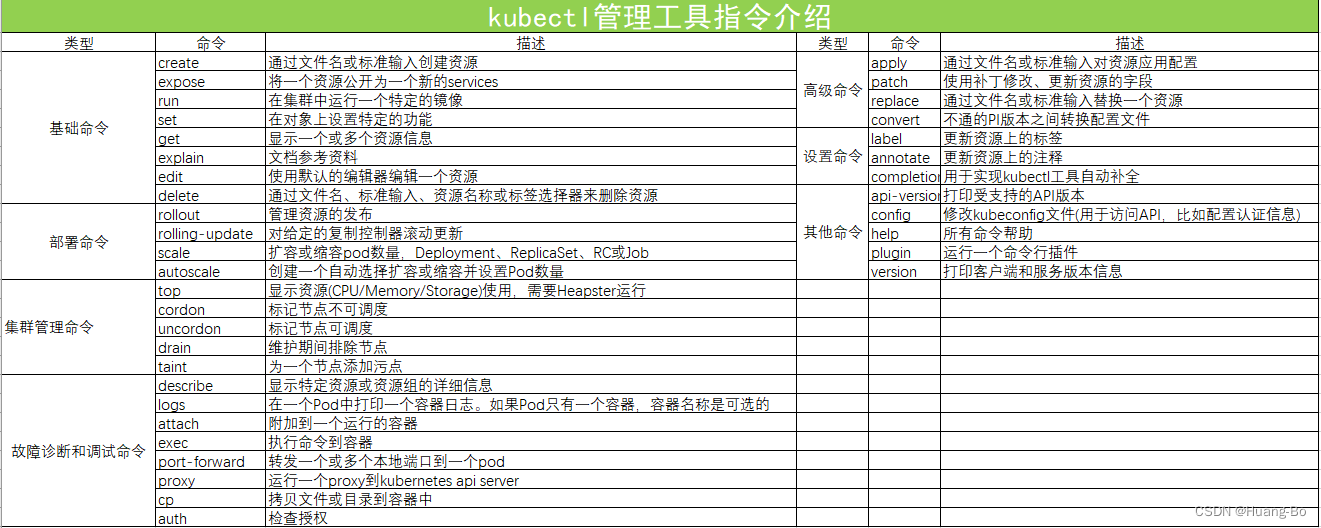 kubectl管理工具指令介绍
类型 命令 描述 类型 命令 描述
基础命令 create 通过文件名或标准输入创建资源 高级命令 apply 通过文件名或标准输入对资源应用配置
expose 将一个资源公开为一个新的services patch 使用补丁修改、更新资源的字段
run 在集群中运行一个特定的镜像 replace 通过文件名或标准输入替换一个资源
set 在对象上设置特定的功能 convert 不通的PI版本之间转换配置文件
get 显示一个或多个资源信息 设置命令 label 更新资源上的标签
explain 文档参考资料 annotate 更新资源上的注释
edit 使用默认的编辑器编辑一个资源 completion 用于实现kubectl工具自动补全
delete 通过文件名、标准输入、资源名称或标签选择器来删除资源 其他命令 api-version 打印受支持的API版本
部署命令 rollout 管理资源的发布 config 修改kubeconfig文件(用于访问API，比如配置认证信息)
rolling-update 对给定的复制控制器滚动更新 help 所有命令帮助
scale 扩容或缩容pod数量，Deployment、ReplicaSet、RC或Job plugin 运行一个命令行插件
autoscale 创建一个自动选择扩容或缩容并设置Pod数量 version 打印客户端和服务版本信息
集群管理命令 top 显示资源(CPU/Memory/Storage)使用，需要Heapster运行
cordon 标记节点不可调度
uncordon 标记节点可调度
drain 维护期间排除节点
taint 为一个节点添加污点
故障诊断和调试命令 describe 显示特定资源或资源组的详细信息
logs 在一个Pod中打印一个容器日志。如果Pod只有一个容器，容器名称是可选的
attach 附加到一个运行的容器
exec 执行命令到容器
port-forward 转发一个或多个本地端口到一个pod
proxy 运行一个proxy到kubernetes api server
cp 拷贝文件或目录到容器中
auth 检查授权
CSDN @Huang-Bo